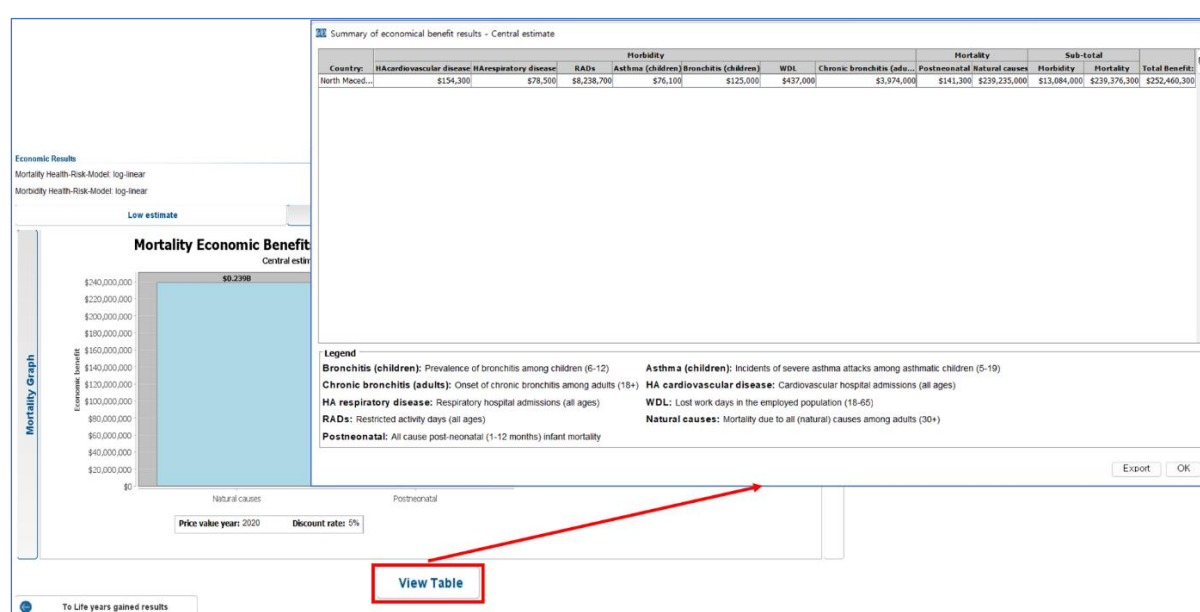 Summary of economical benefit results - Central estimate
Morbidity Mortality Sub-total
Country: HAcardiovascular disease HArespiratory disease RADs Asthma (children) Bronchitis (children) WDL Chronic bronchitis (adu... Postneonatal Natural causes Morbidity Mortality Total Benefit:
North Maced... $154,300 $78,500 $8,238,700 $76,100 $125,000 $437,000 $3,974,000 $141,300 $239,235,000 $13,084,000 $239,376,300 $252,460,300
Legend
Bronchitis (children): Prevalence of bronchitis among children (6-12) Asthma (children): Incidents of severe asthma attacks among asthmatic children (5-19)
Chronic bronchitis (adults): Onset of chronic bronchitis among adults (18+) HA cardiovascular disease: Cardiovascular hospital admissions (all ages)
HA respiratory disease: Respiratory hospital admissions (all ages) WDL: Lost work days in the employed population (18-65)
RADs: Restricted activity days (all ages) Natural causes: Mortality due to all (natural) causes among adults (30+)
Postneonatal: All cause post-neonatal (1-12 months) infant mortality
Export OK
Economic Results
Mortality Health-Risk-Model: log-linear
Morbidity Health-Risk-Model: log-linear
Low estimate
Mortality Graph
Mortality Economic Benefit
Central estim
$0.239B
Economic benefit
$240,000,000
$220,000,000
$200,000,000
$180,000,000
$160,000,000
$140,000,000
$120,000,000
$100,000,000
$80,000,000
$60,000,000
$40,000,000
$20,000,000
$0
Natural causes Postneonatal
Price value year: 2020 Discount rate: 5%
View Table
To Life years gained results